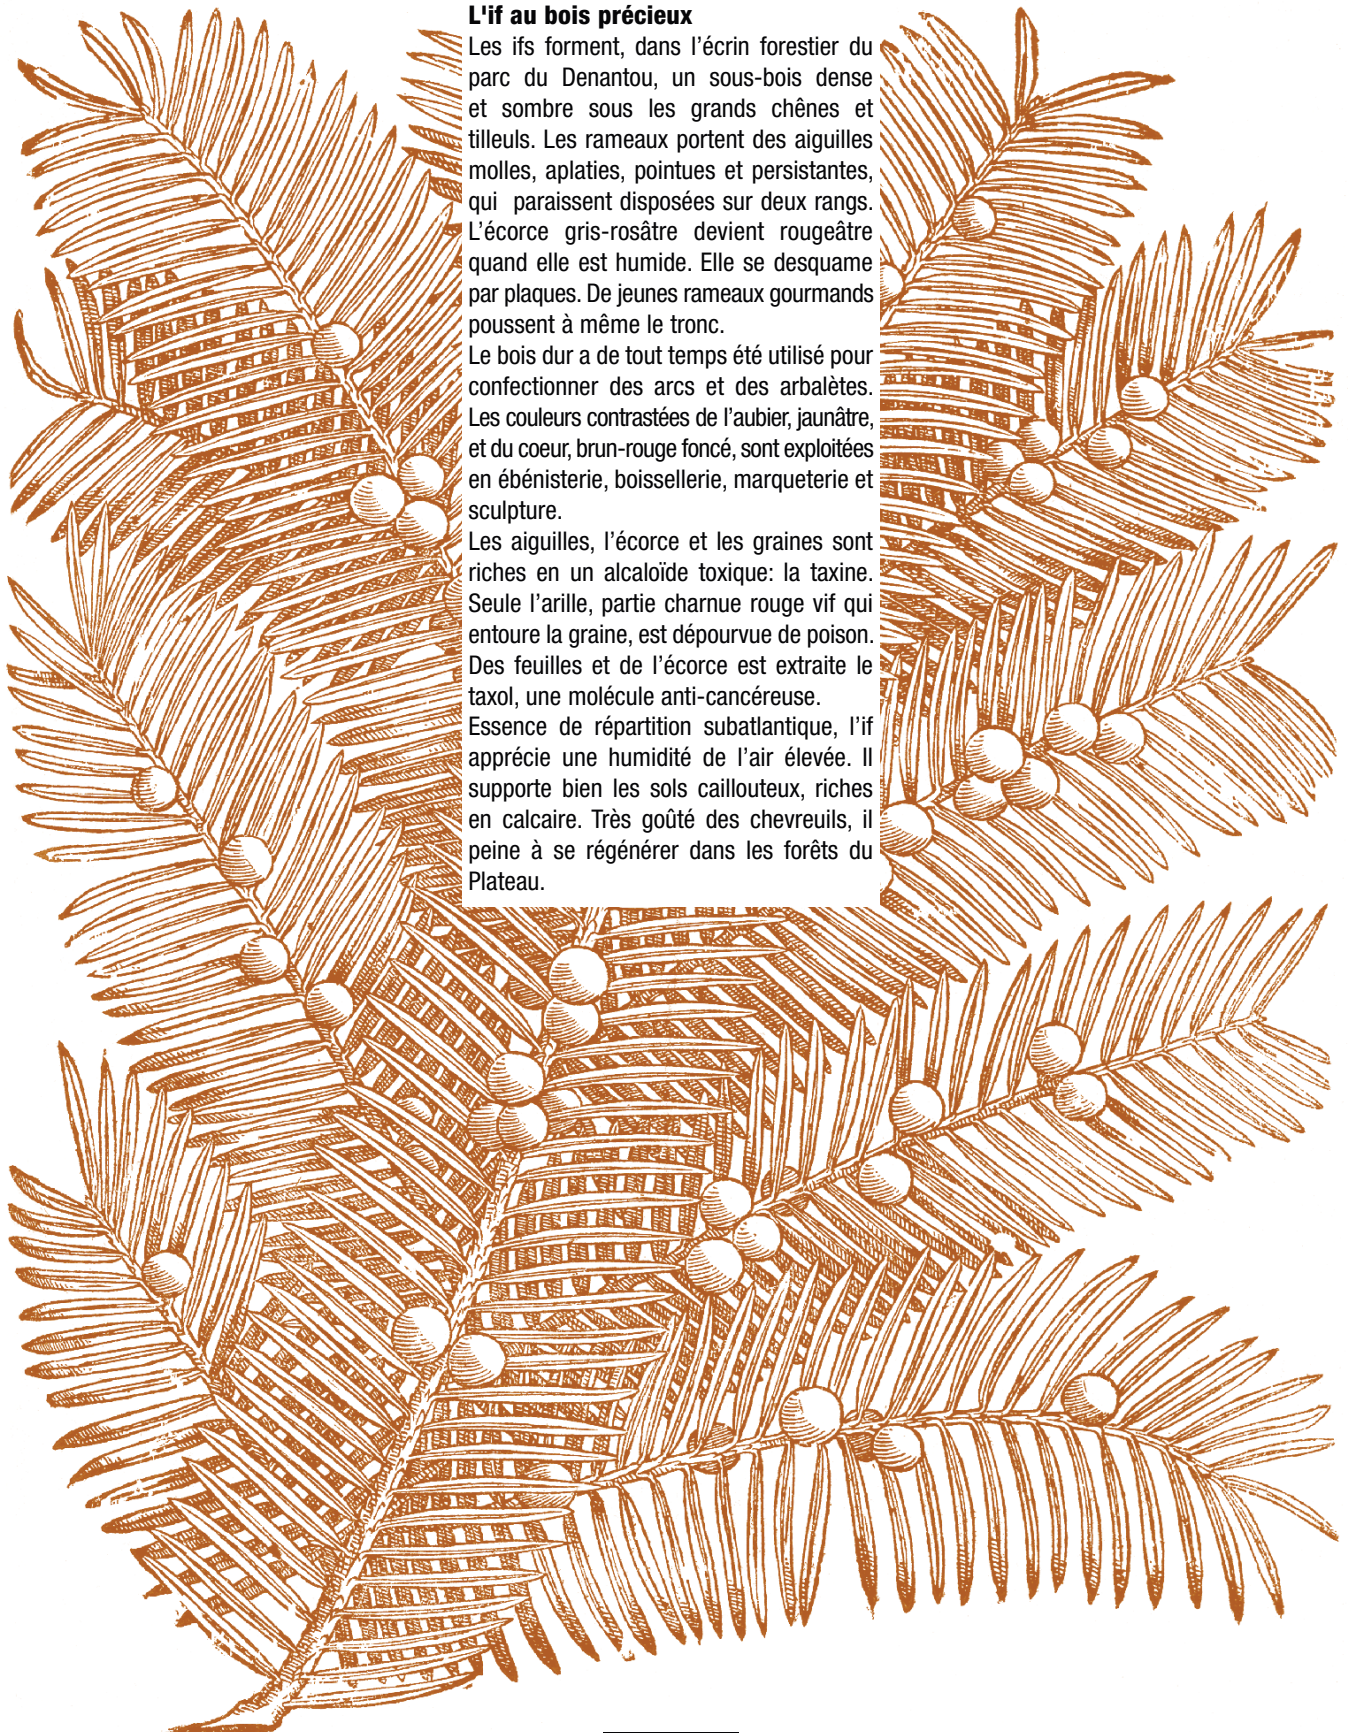 L'if au bois précieux
Les ifs forment, dans l’écrin forestier du
parc du Denantou, un sous-bois dense
et sombre sous les grands chênes et
tilleuls. Les rameaux portent des aiguilles
molles, aplaties, pointues et persistantes,
qui paraissent disposées sur deux rangs.
L’écorce gris-rosâtre devient rougeâtre
quand elle est humide. Elle se desquame
par plaques. De jeunes rameaux gourmands
poussent à même le tronc.
Le bois dur a de tout temps été utilisé pour
confectionner des arcs et des arbalètes.
Les couleurs contrastées de l’aubier, jaunâtre,
et du coeur, brun-rouge foncé, sont exploitées
en ébénisterie, boissellerie, marqueterie et
sculpture.
Les aiguilles, l’écorce et les graines sont
riches en un alcaloïde toxique: la taxine.
Seule l’arille, partie charnue rouge vif qui
entoure la graine, est dépourvue de poison.
Des feuilles et de l’écorce est extraite le
taxol, une molécule anti-cancéreuse.
Essence de répartition subatlantique, l’if
apprécie une humidité de l’air élevée. Il
supporte bien les sols caillouteux, riches
en calcaire. Très goûté des chevreuils, il
peine à se régénérer dans les forêts du
Plateau.